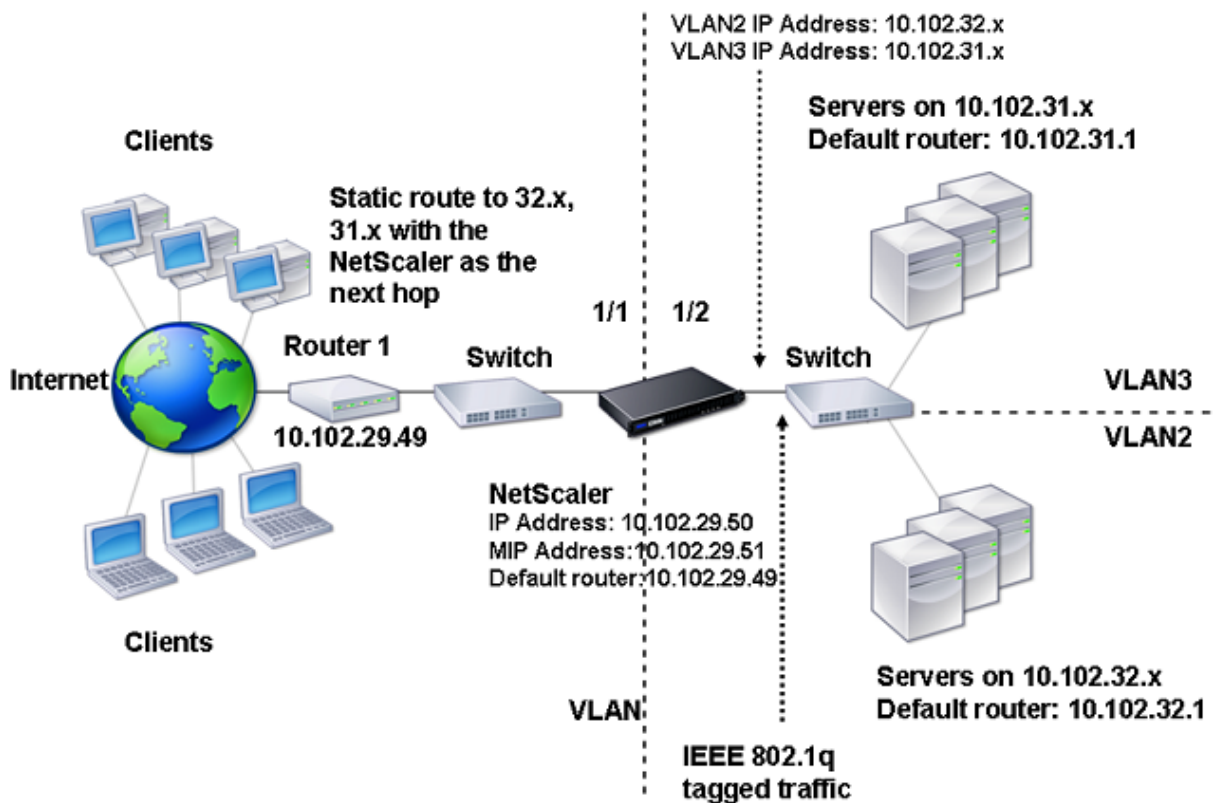 VLAN2 IP Address: 10.102.32.x
VLAN3 IP Address: 10.102.31.x
Servers on 10.102.31.x
Default router: 10.102.31.1
Clients
Static route to 32.x,
31.x with the
NetScaler as the
next hop
1/1
1/2
Internet
Router 1
Switch
Switch
VLAN3
VLAN2
10.102.29.49
NetScaler
IP Address: 10.102.29.50
MIP Address:10.102.29.51
Default router:10.102.29.49
Clients
Servers on 10.102.32.x
Default router: 10.102.32.1
VLAN
IEEE 802.1q
tagged traffic